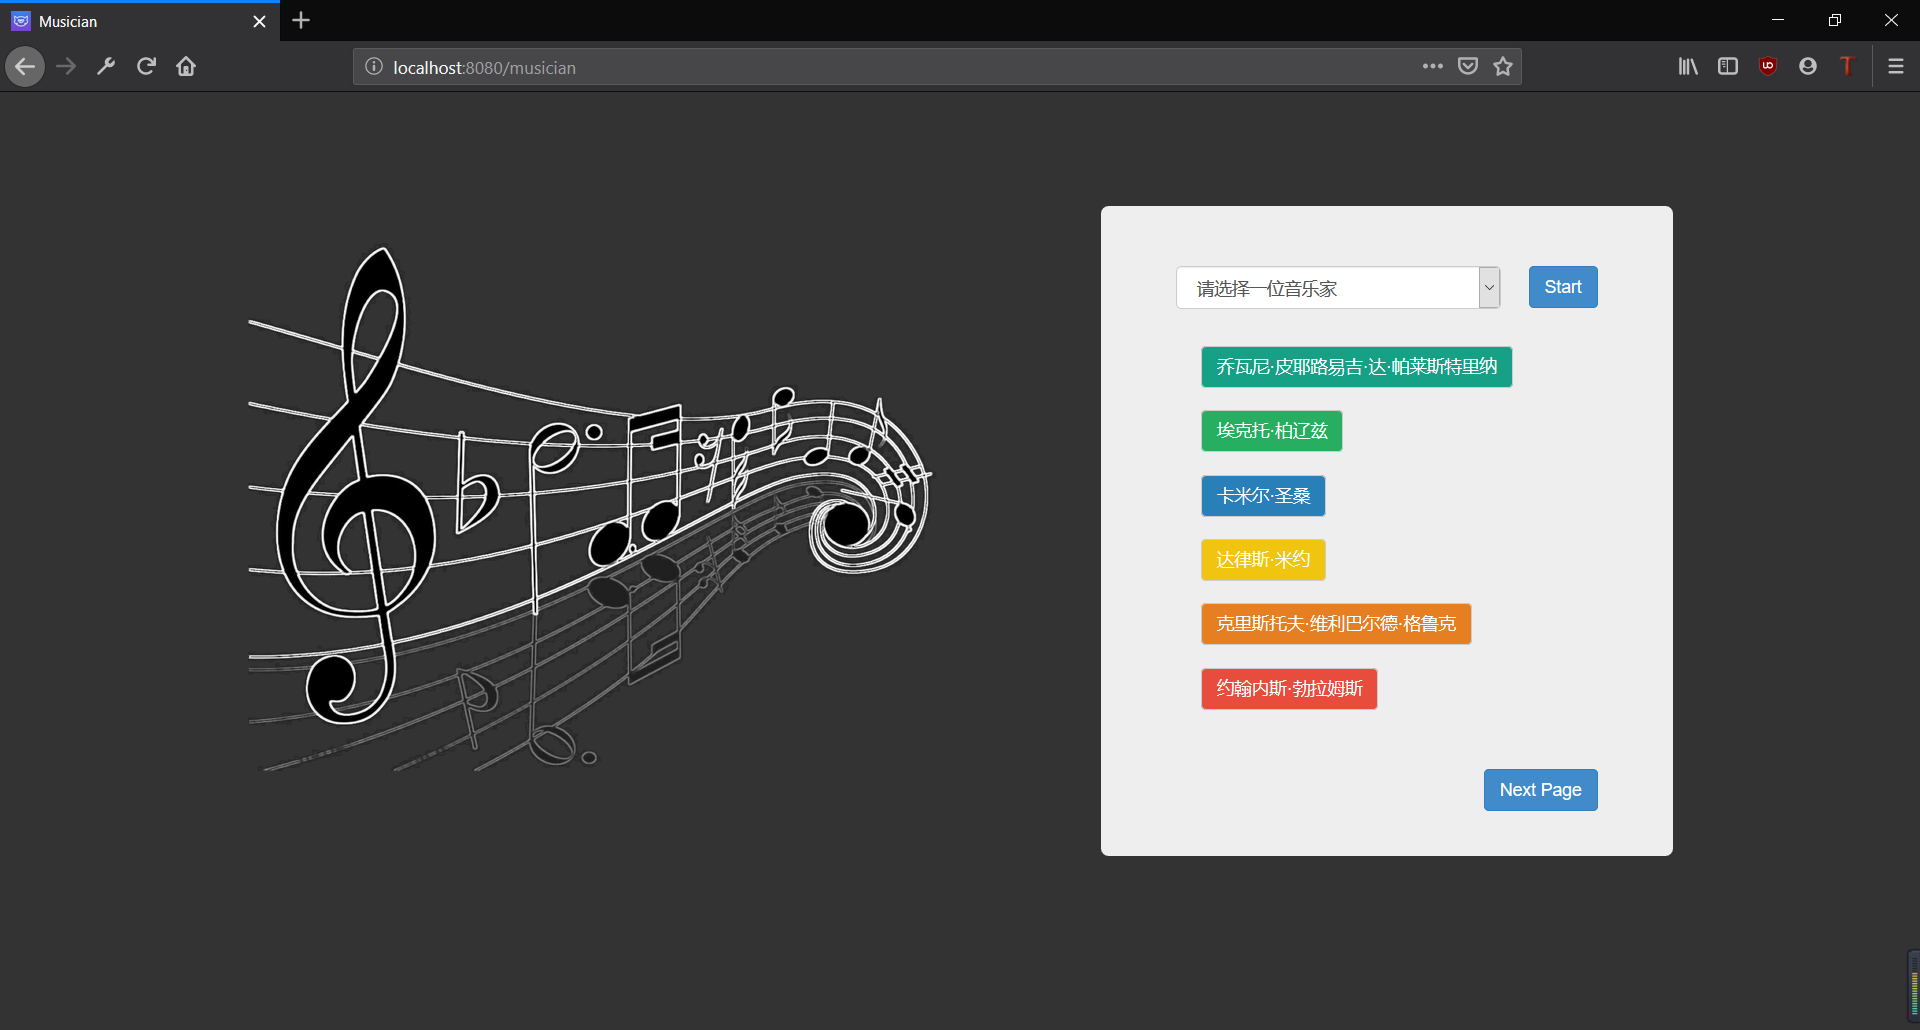 Musician
localhost:8080/musician
请选择一位音乐家
Start
乔瓦尼·皮耶路易吉·达·帕莱斯特里纳
埃克托·柏辽兹
卡米尔·圣桑
达律斯·米约
克里斯托夫·维利巴尔德·格鲁克
约翰内斯·勃拉姆斯
Next Page